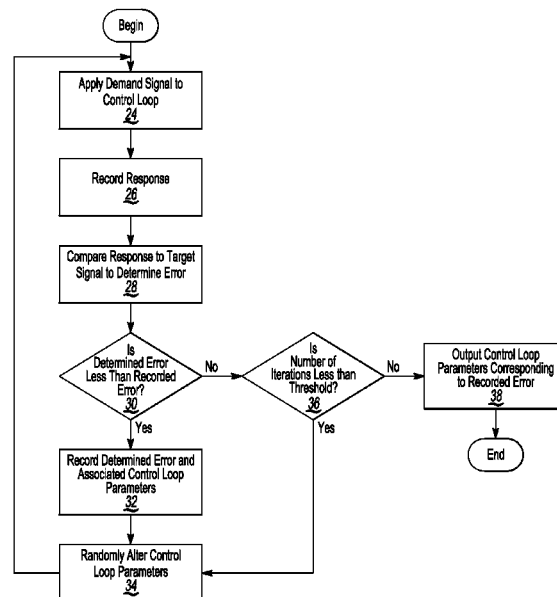 Begin
Apply Demand Signal to
Control Loop
24
Record Response
26
Compare Response to Target
Signal to Determine Error
28
Is
Determined Error
Less Than Recorded
Error?
30
No
Yes
Is
Number of
Iterations Less than
Threshold?
36
No
Yes
Output Control Loop
Parameters Corresponding
to Recorded Error
38
End
Record Determined Error and
Associated Control Loop
Parameters
32
Randomly Alter Control
Loop Parameters
34